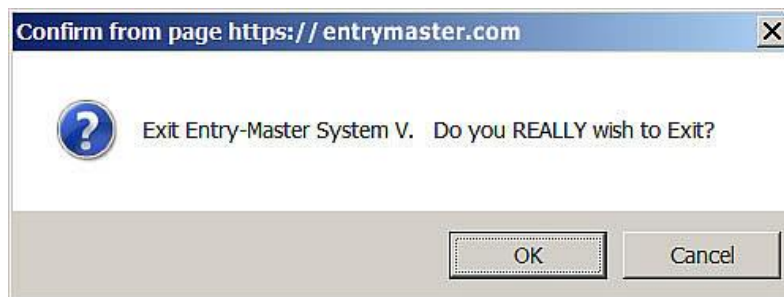 Confirm from page https://entrymaster.com
Exit Entry-Master System V. Do you REALLY wish to Exit?
OK Cancel